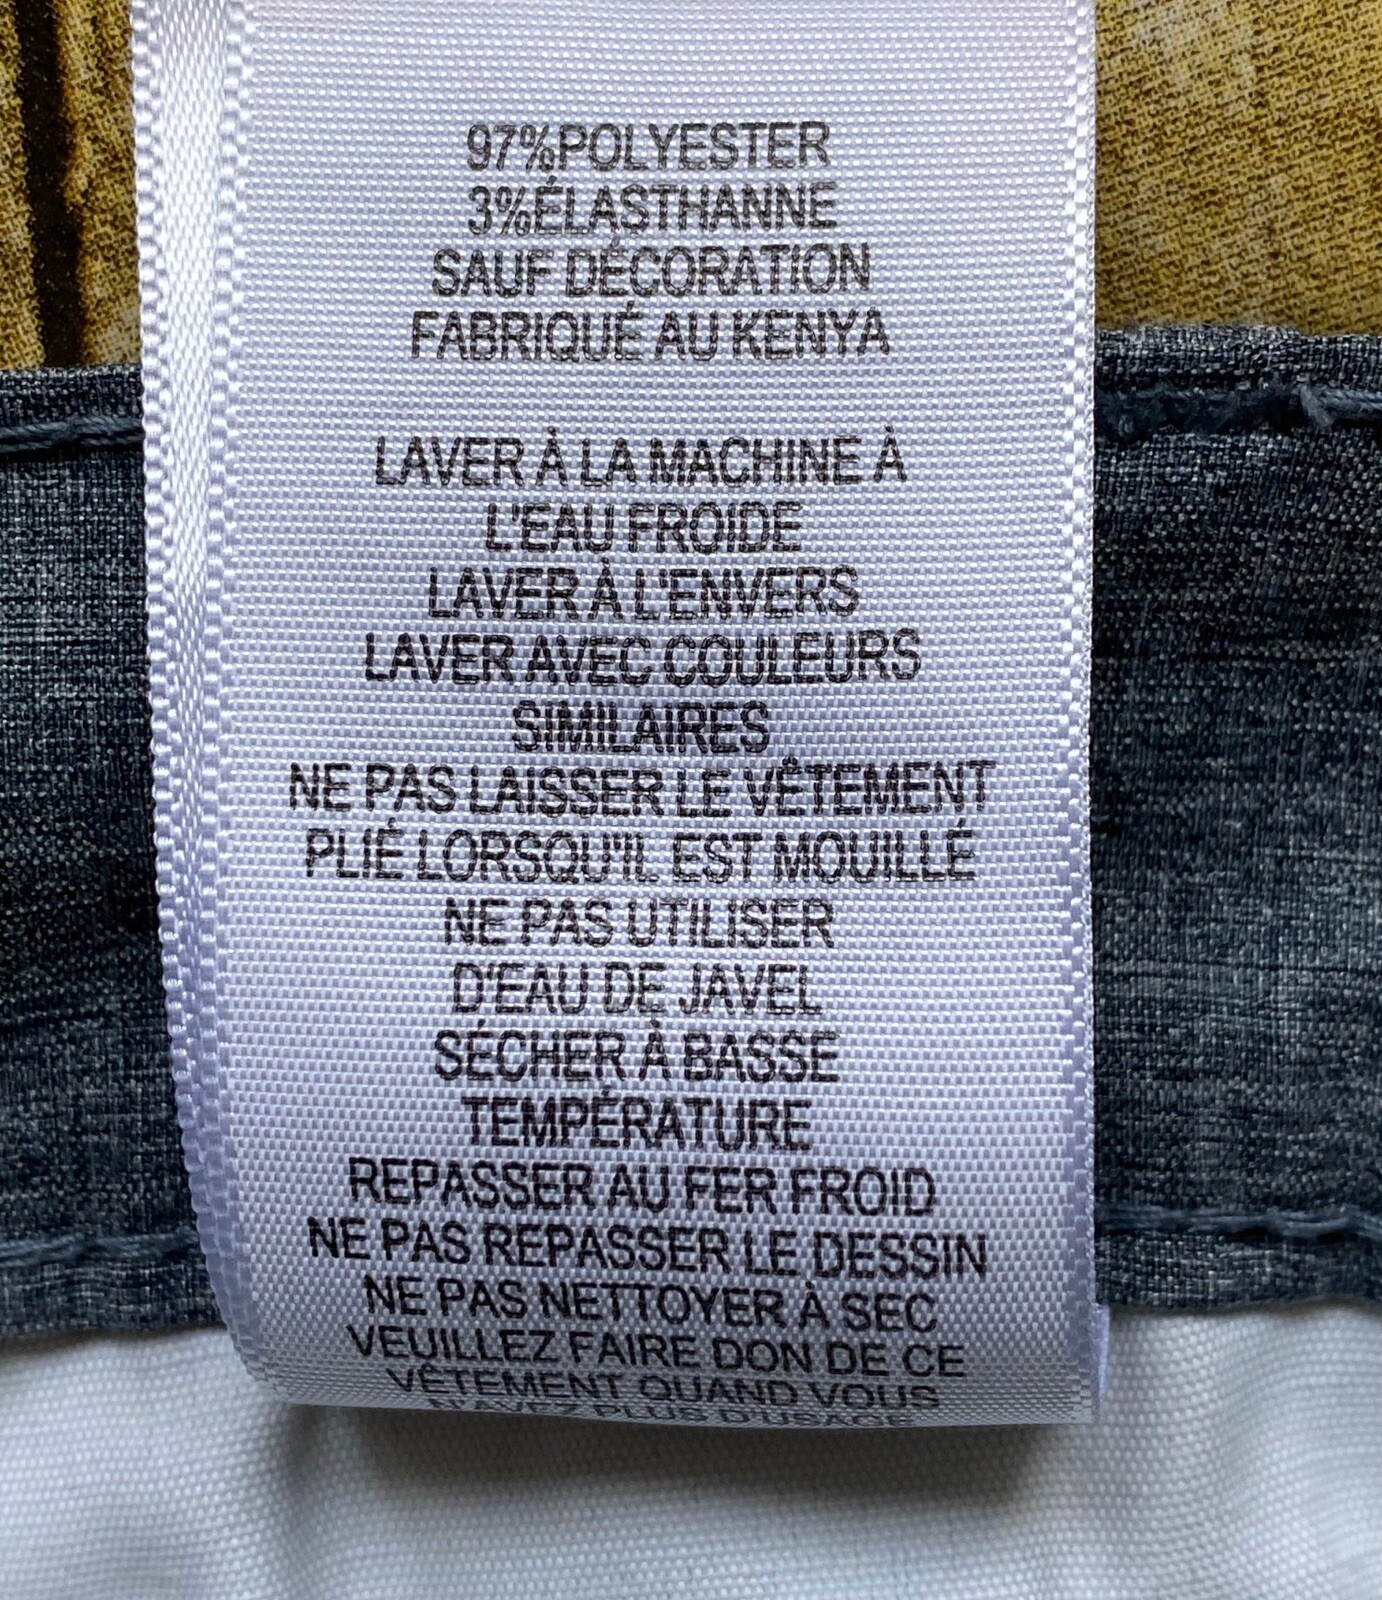 97%POLYESTER
3%ÉLASTHANNE
SAUF DÉCORATION
FABRIQUÉ AU KENYA
LAVER À LA MACHINE À
L'EAU FROIDE
LAVER À L'ENVERS
LAVER AVEC COULEURS
SIMILAIRES
NE PAS LAISSER LE VÊTEMENT
PLIÉ LORSQU'IL EST MOUILLÉ
NE PAS UTILISER
D'EAU DE JAVEL
SÉCHER À BASSE
TEMPÉRATURE
REPASSER AU FER FROID
NE PAS REPASSER LE DESSIN
NE PAS NETTOYER À SEC
VEUILLEZ FAIRE DON DE CE
VÊTEMENT QUAND VOUS
N'AVEZ PLUS D'USAGE